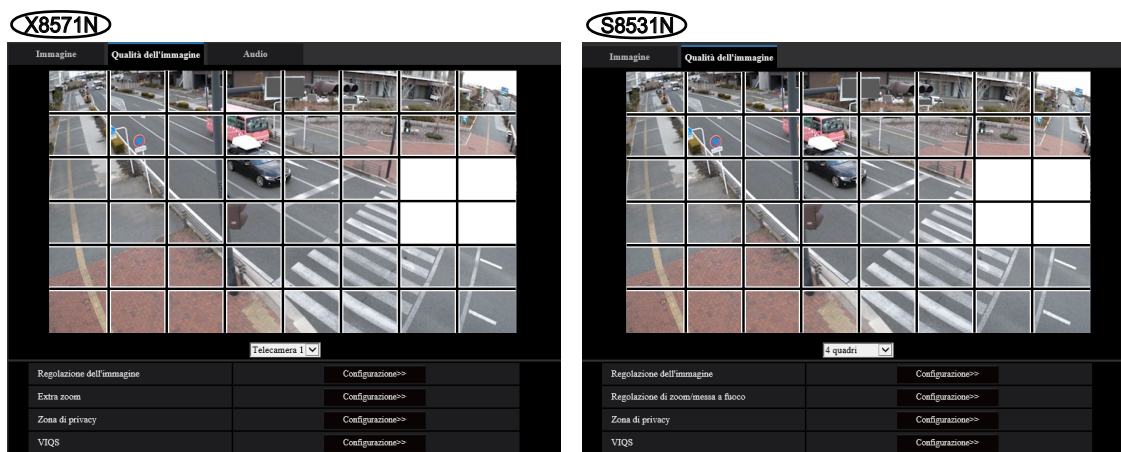 X8571N
Immagine Qualità dell'immagine Audio
Telecamera 1
Regolazione dell'immagine Configurazione>>
Extra zoom Configurazione>>
Zona di privacy Configurazione>>
VIQS Configurazione>>
S8531N
Immagine Qualità dell'immagine
4 quadri
Regolazione dell'immagine Configurazione>>
Regolazione di zoom/messa a fuoco Configurazione>>
Zona di privacy Configurazione>>
VIQS Configurazione>>